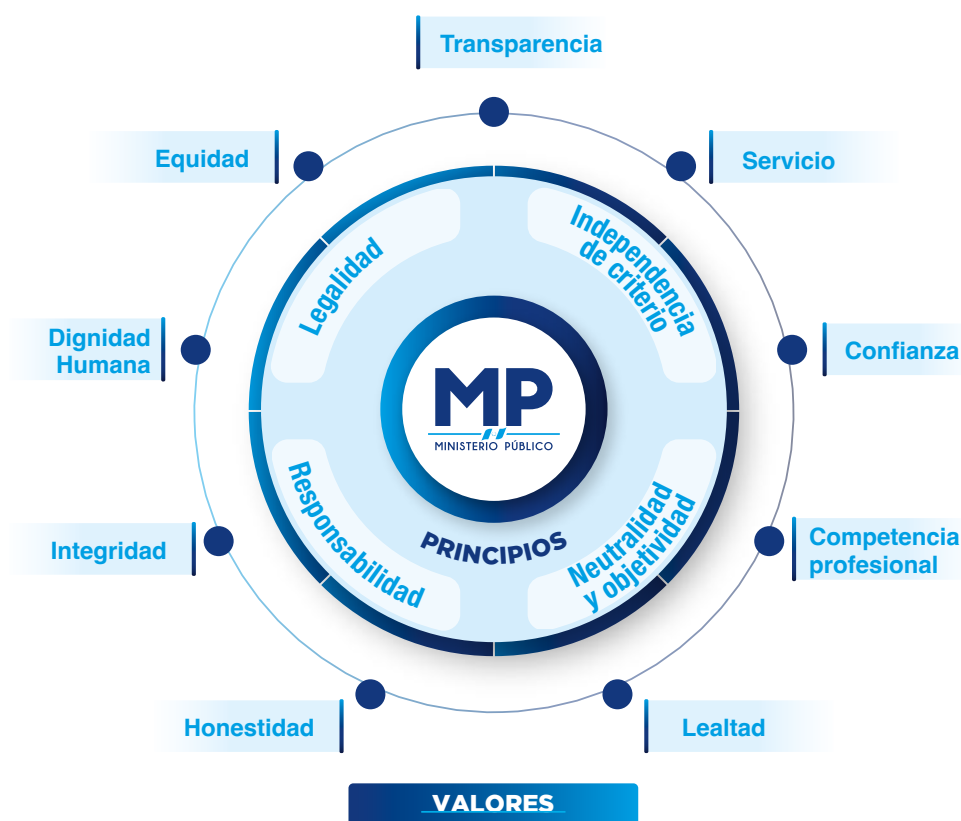 Transparencia
Equidad
Servicio
Legalidad
Independencia
de criterio
Dignidad
Humana
Confianza
MP
MINISTERIO PÚBLICO
Responsabilidad
PRINCIPIOS
Neutralidad
y objetividad
Integridad
Competencia
profesional
Honestidad
Lealtad
VALORES